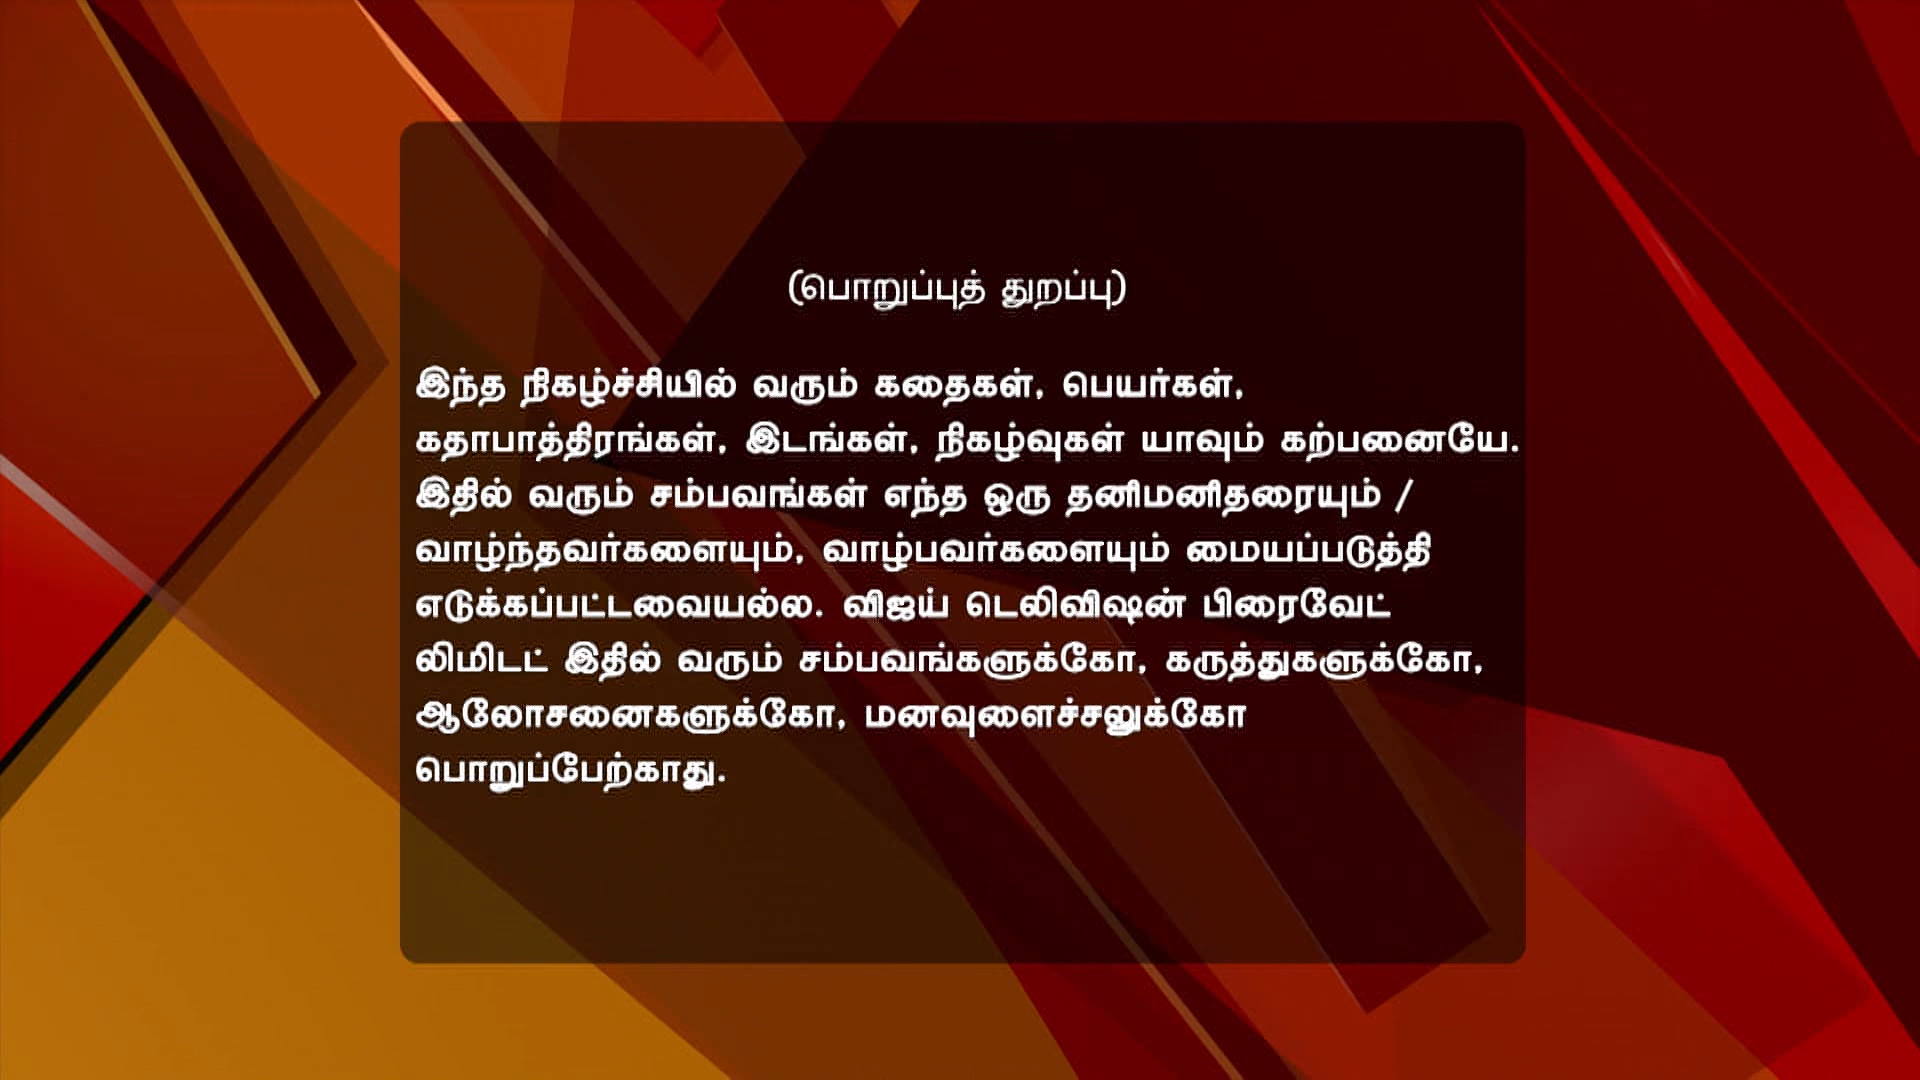 (பொறுப்புத் துறப்பு)
இந்த நிகழ்ச்சியில் வரும் கதைகள், பெயர்கள்,
கதாபாத்திரங்கள், இடங்கள், நிகழ்வுகள் யாவும் கற்பனையே.
இதில் வரும் சம்பவங்கள் எந்த ஒரு தனிமனிதரையும் /
வாழ்ந்தவர்களையும், வாழ்பவர்களையும் மையப்படுத்தி
எடுக்கப்பட்டவையல்ல. விஜய் டெலிவிஷன் பிரைவேட்
லிமிடட் இதில் வரும் சம்பவங்களுக்கோ, கருத்துகளுக்கோ,
ஆலோசனைகளுக்கோ, மனவுளைச்சலுக்கோ
பொறுப்பேற்காது.